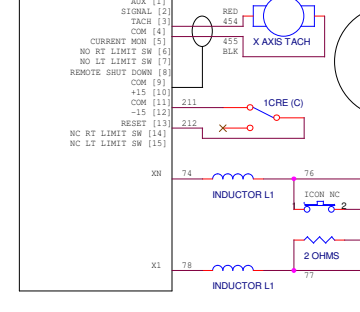 AUX [1]
SIGNAL [2]
TACH [3]
COM [4]
CURRENT MON [5]
NO RT LIMIT SW [6]
NO LT LIMIT SW [7]
REMOTE SHUT DOWN [8]
COM [9]
+15 [10]
COM [11]
-15 [12]
RESET [13]
NC RT LIMIT SW [14]
NC LT LIMIT SW [15]
RED
454
455
BLK
X AXIS TACH
211
1CRE (C)
212
XN
74
76
INDUCTOR L1
ICON NC
1
2
2 OHMS
X1
78
77
INDUCTOR L1